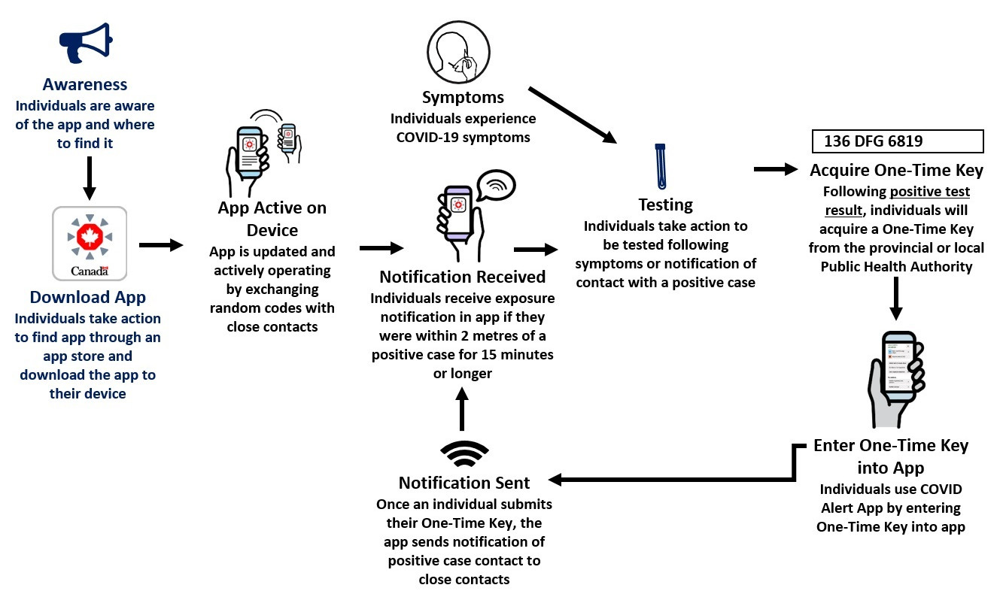 Awareness
Individuals are aware
of the app and where
to find it
Canada
Download App
Individuals take action
to find app through an
app store and
download the app to
their device
App Active on
Device
App is updated and
actively operating
by exchanging
random codes with
close contacts
Symptoms
Individuals experience
COVID-19 symptoms
Notification Received
Individuals receive exposure
notification in app if they
were within 2 metres of a
positive case for 15 minutes
or longer
Notification Sent
Once an individual submits
their One-Time Key, the
app sends notification of
positive case contact to
close contacts
Testing
Individuals take action to
be tested following
symptoms or notification of
contact with a positive case
136 DFG 6819
Acquire One-Time Key
Following positive test
result, individuals will
acquire a One-Time Key
from the provincial or local
Public Health Authority
Enter One-Time Key
into App
Individuals use COVID
Alert App by entering
One-Time Key into app